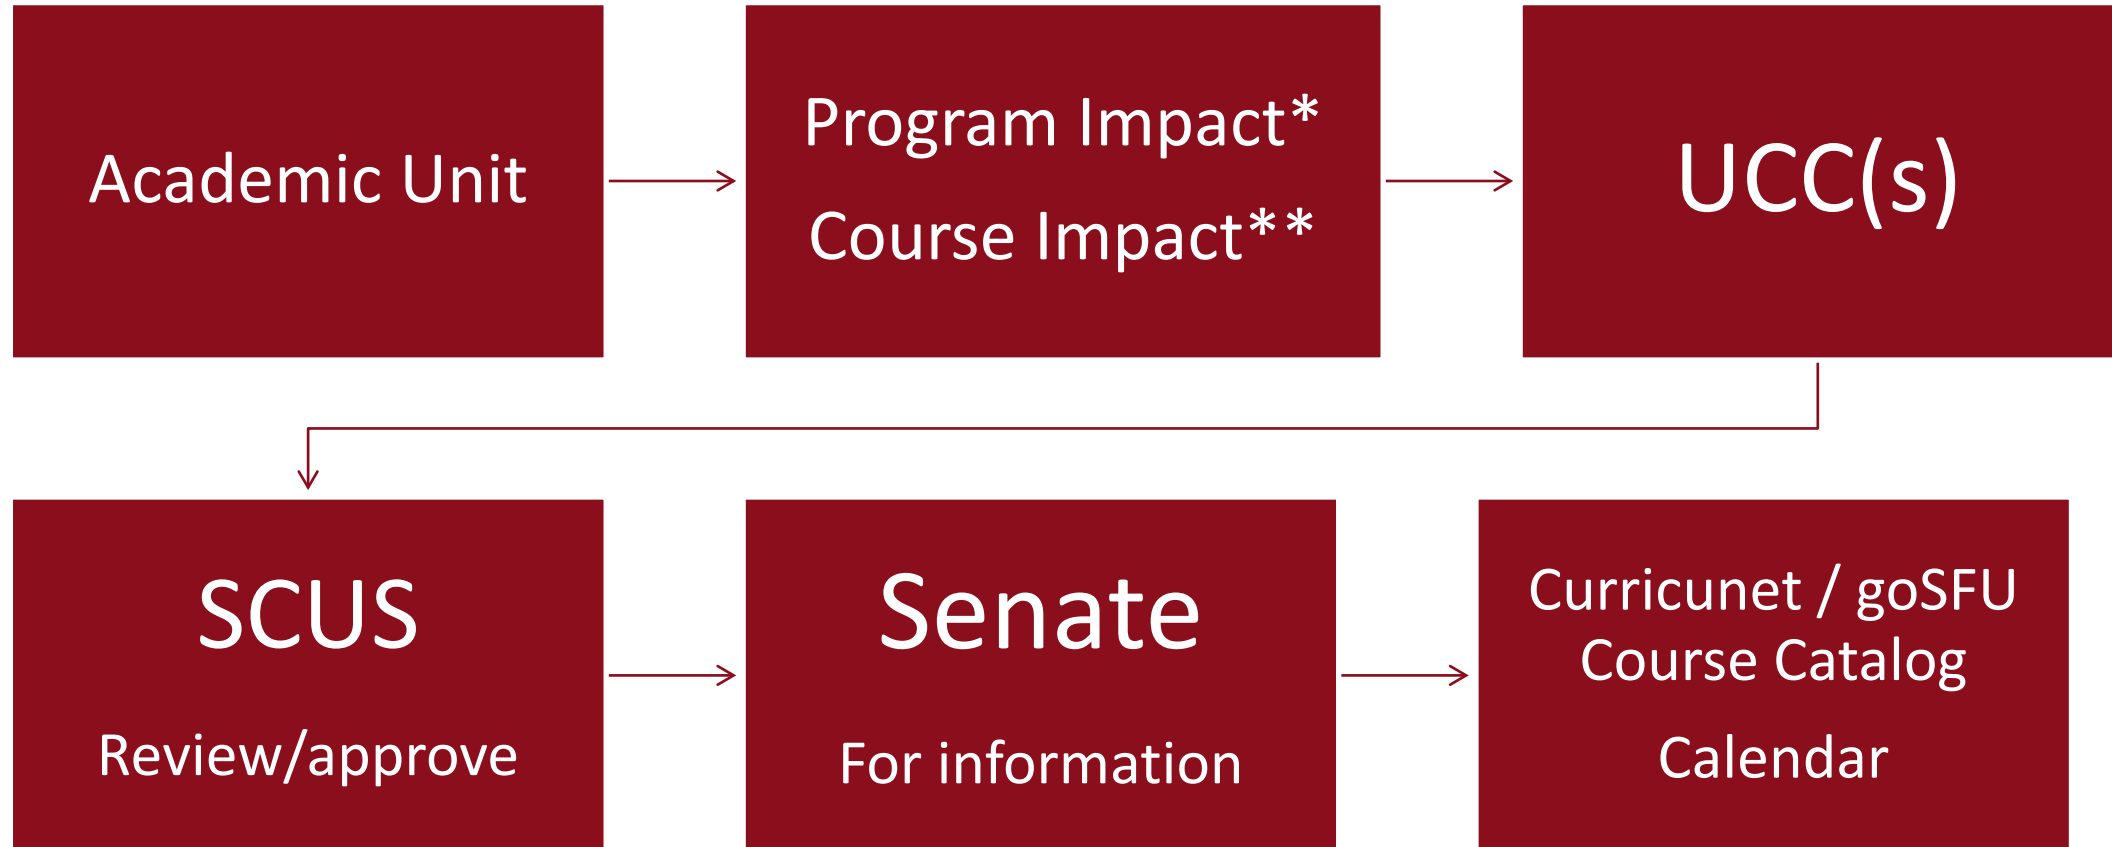 Academic Unit
Program Impact*
Course Impact**
UCC(s)
SCUS
Review/approve
Senate
For information
Curricunet / goSFU
Course Catalog
Calendar